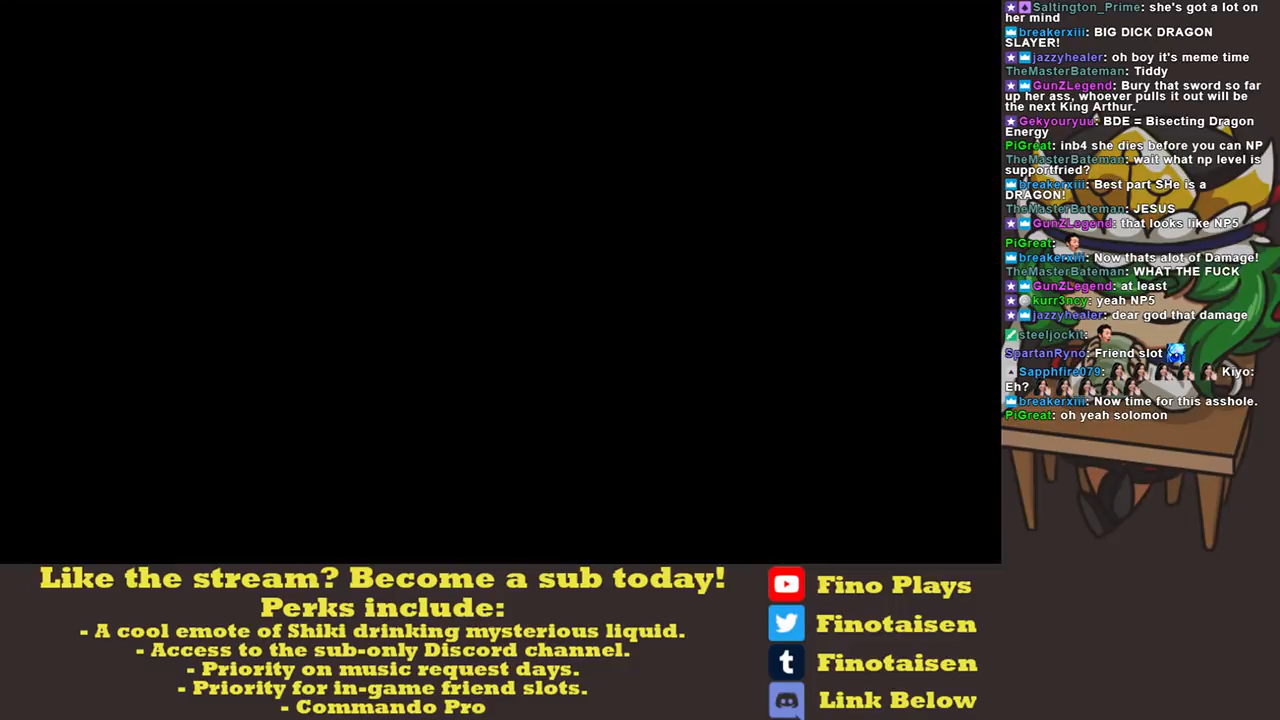 Saltington_Prime: she's got a lot on
her mind
breakerxiii: BIG DICK DRAGON
SLAYER!
jazzyhealer: oh boy it's meme time
TheMasterBateman: Tiddy
GunZLegend: Bury that sword so far
up her ass, whoever pulls it out will be
the next King Arthur.
Gekyouryuu: BDE = Bisecting Dragon
Energy
PiGreat: inb4 she dies before you can NP
TheMasterBateman: wait what np level is
supportfried?
breakerxiii: Best part SHe is a
DRAGON!
TheMasterBateman: JESUS
GunZLegend: that looks like NP5
PiGreat:
breakerxiii: Now thats alot of Damage!
TheMasterBateman: WHAT THE FUCK
GunZLegend: at least
kurr3ncy: yeah NP5
jazzyhealer: dear god that damage
steeljockit:
SpartanRyno: Friend slot
Sapphfire079: Kiyo:
Eh?
breakerxiii: Now time for this asshole.
PiGreat: oh yeah solomon
Like the stream? Become a sub today!
Perks include:
- A cool emote of Shiki drinking mysterious liquid.
- Access to the sub-only Discord channel.
- Priority on music request days.
- Priority for in-game friend slots.
- Commando Pro
Fino Plays
Finotaisen
Finotaisen
Link Below